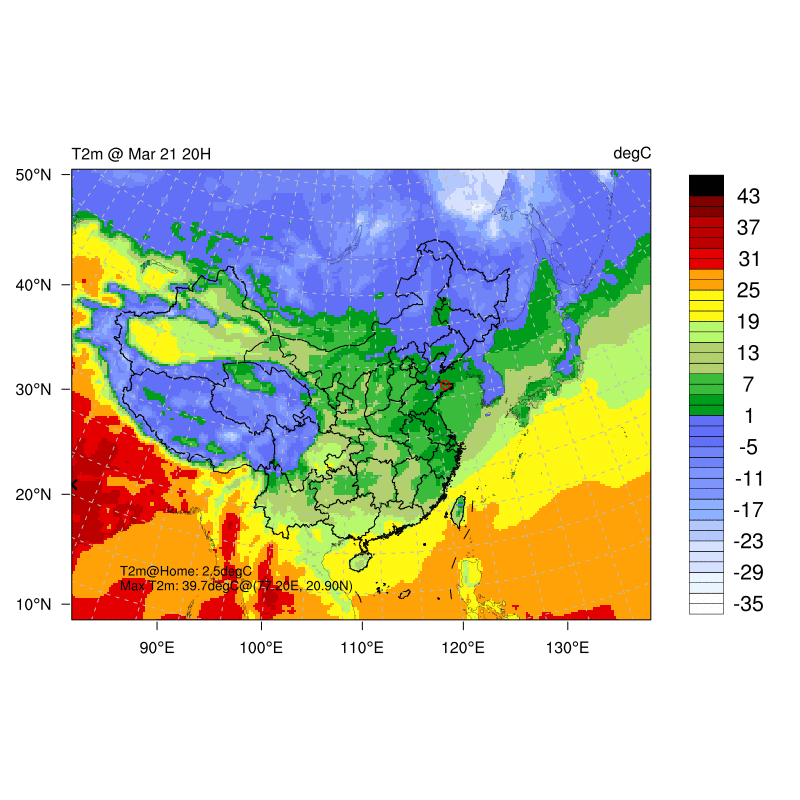 T2m @ Mar 21 20H
degC
50°N
40°N
30°N
20°N
10°N
90°E
100°E
110°E
120°E
130°E
T2m@Home: 2.5degC
Max T2m: 39.7degC@(77.20E, 20.90N)
43
37
31
25
19
13
7
1
-5
-11
-17
-23
-29
-35